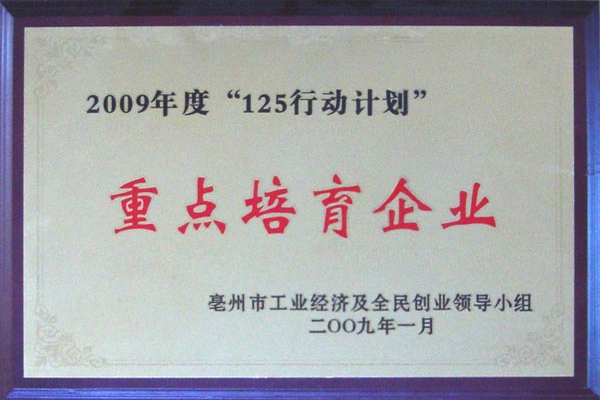 2009年度“125行动计划”
重点培育企业
亳州市工业经济及全民创业领导小组
二〇〇九年一月